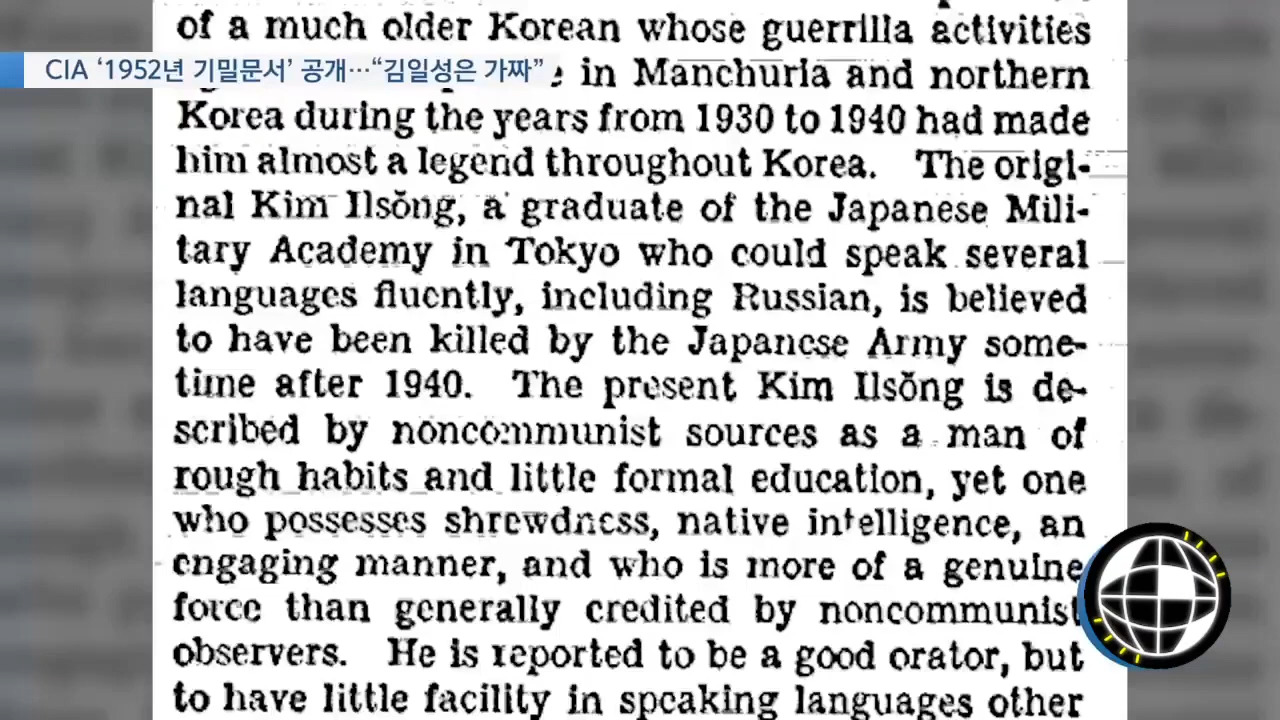 of a much older Korean whose guerrilla activities
CIA ‘1952년 기밀문서’ 공개…“김일성은 가짜”
in Manchuria and northern
Korea during the years from 1930 to 1940 had made
him almost a legend throughout Korea. The origi-
nal Kim Ilsŏng, a graduate of the Japanese Mili-
tary Academy in Tokyo who could speak several
languages fluently, including Russian, is believed
to have been killed by the Japanese Army some-
time after 1940. The present Kim Ilsŏng is de-
scribed by noncommunist sources as a man of
rough habits and little formal education, yet one
who possesses shrewdness, native intelligence, an
engaging manner, and who is more of a genuine
force than generally credited by noncommunist
observers. He is reported to be a good orator, but
to have little facility in speaking languages other